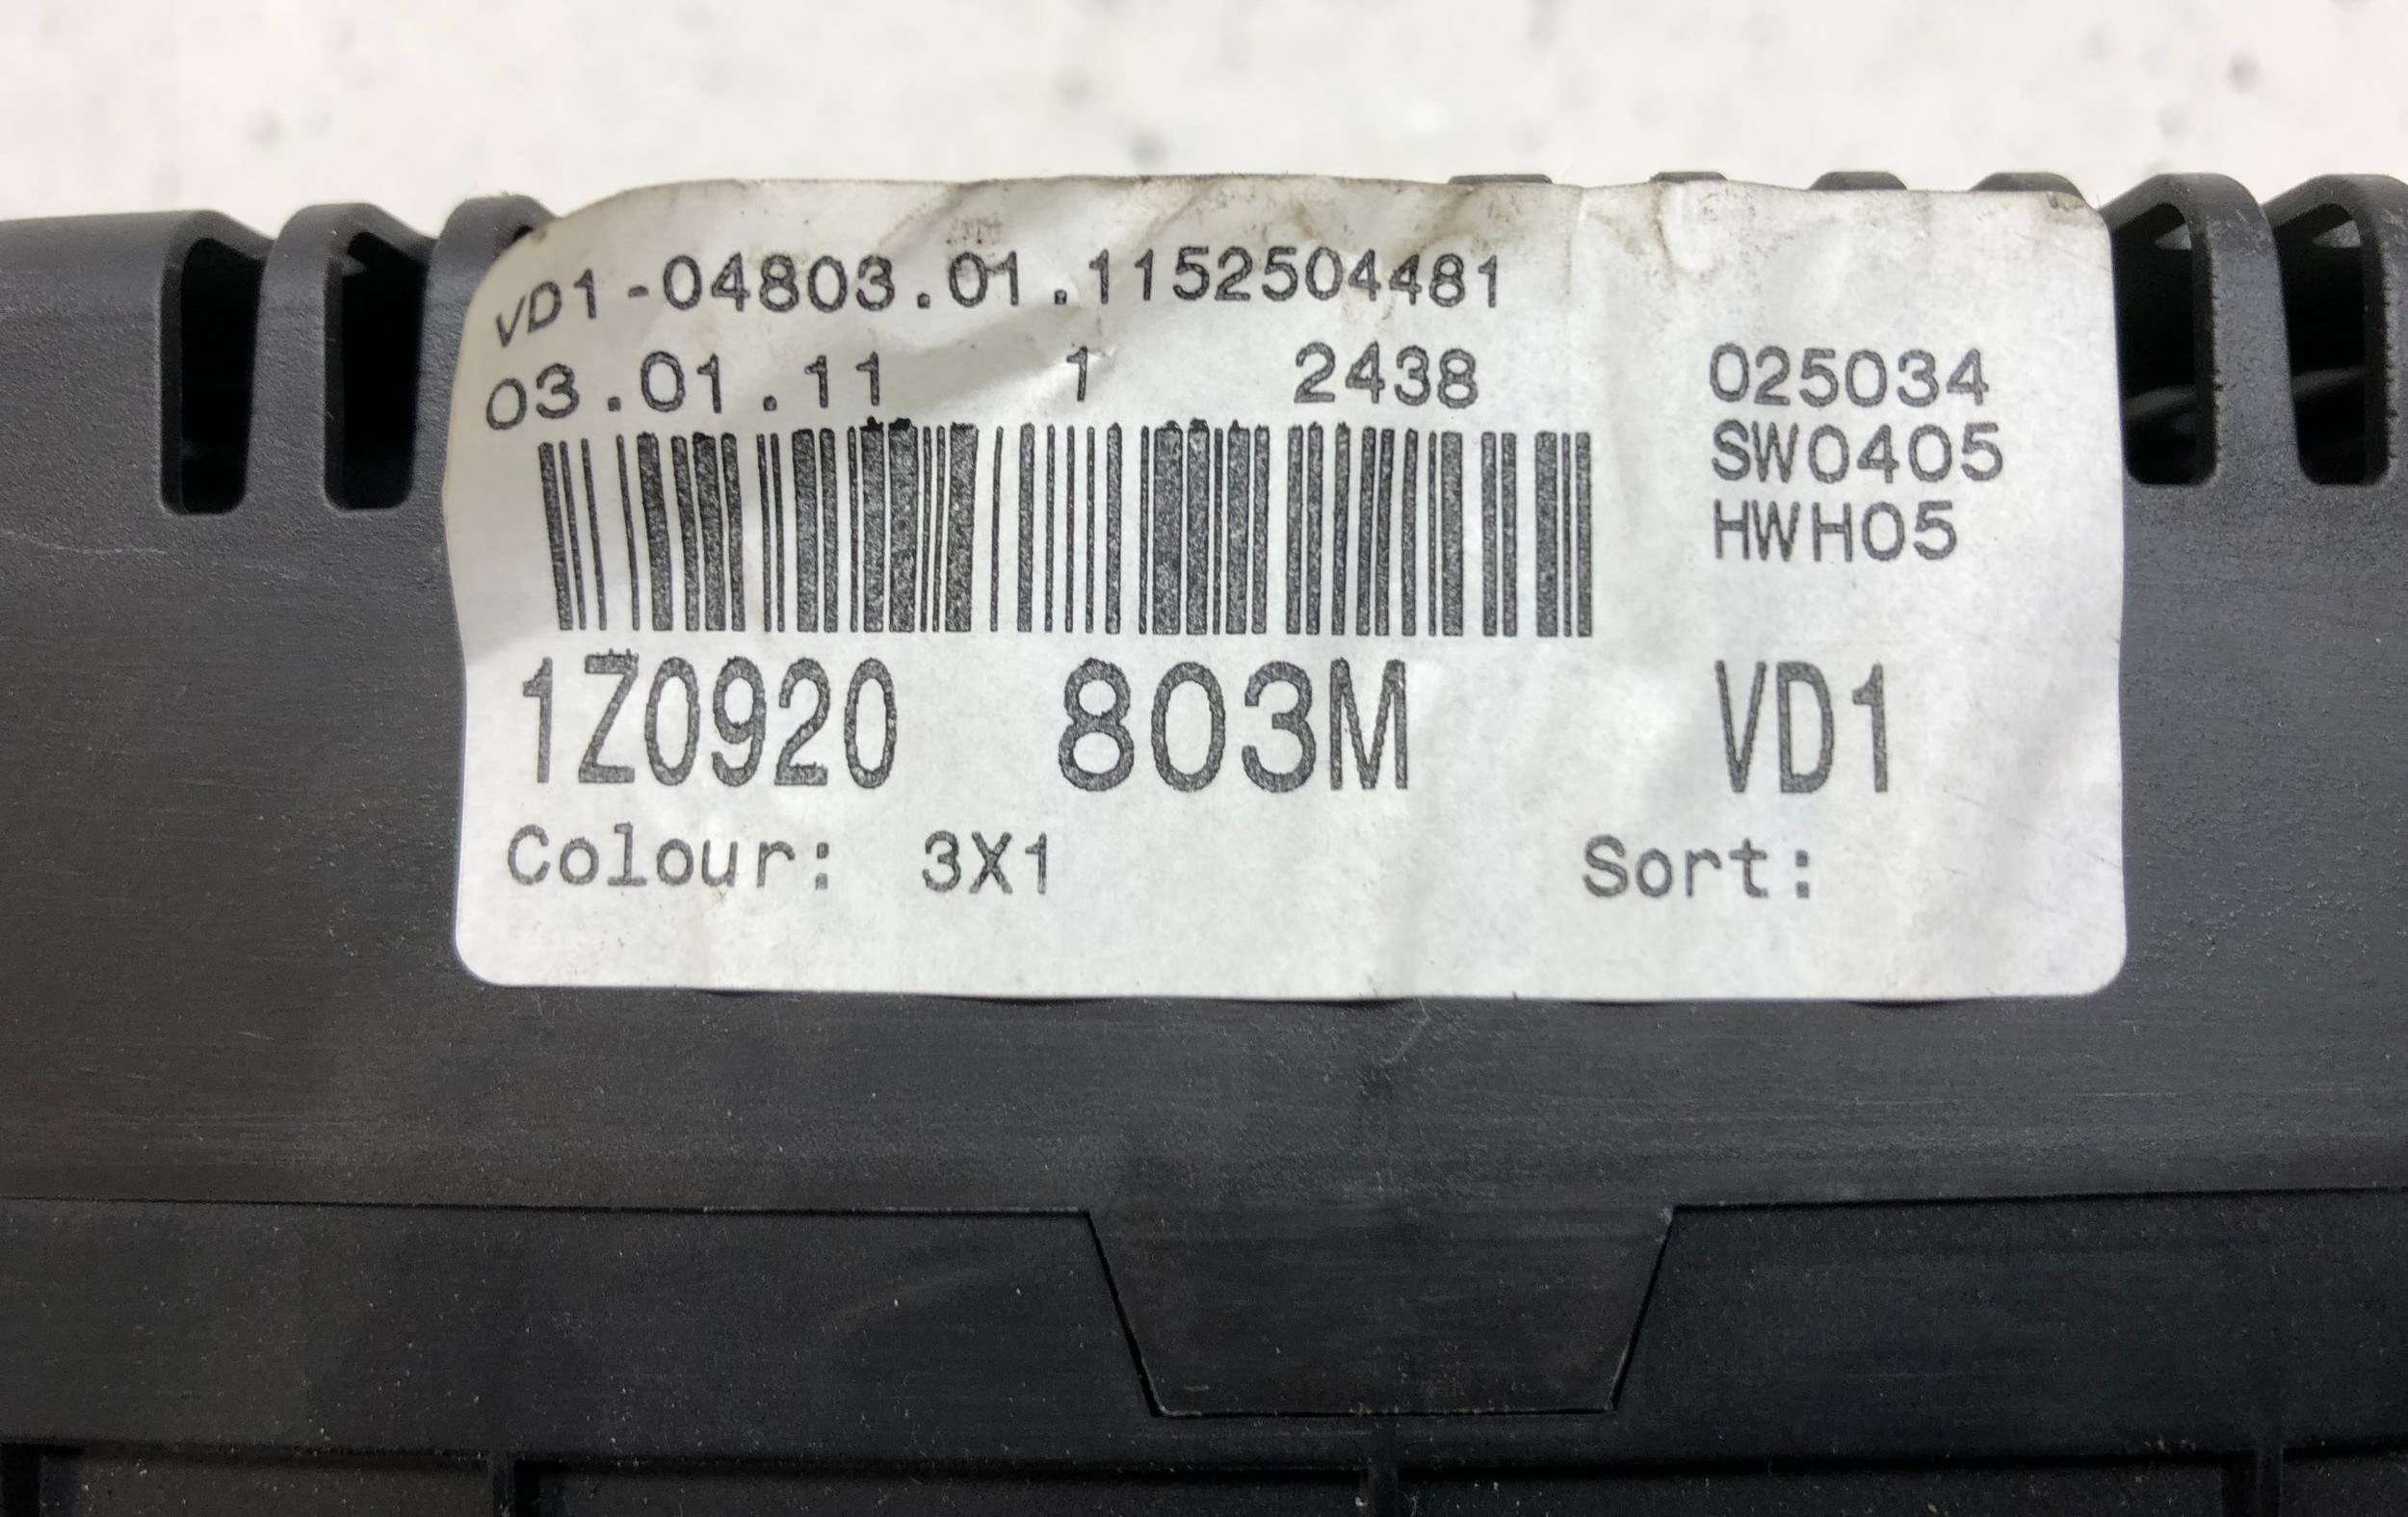 VD1-04803.01.1152504481
03.01.11 1 2438 025034
SW0405
HWH05
1Z0920 803M VD1
Colour: 3X1 Sort: